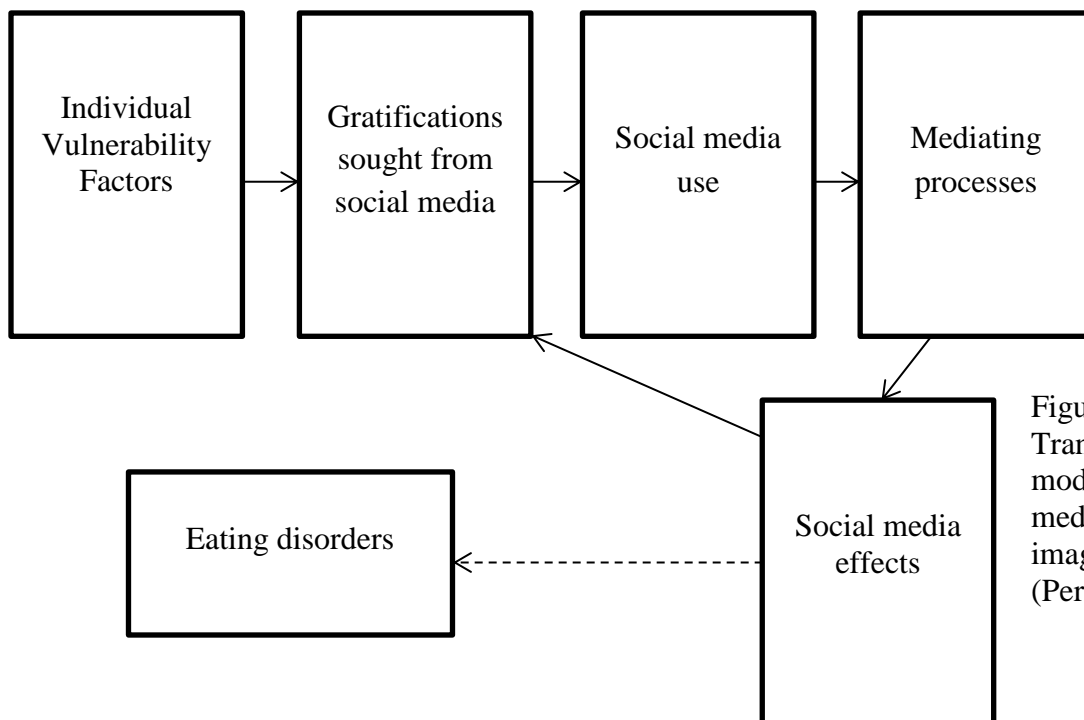 Individual
Vulnerability
Factors
Gratifications
sought from
social media
Social media
use
Mediating
processes
Social media
effects
Eating disorders